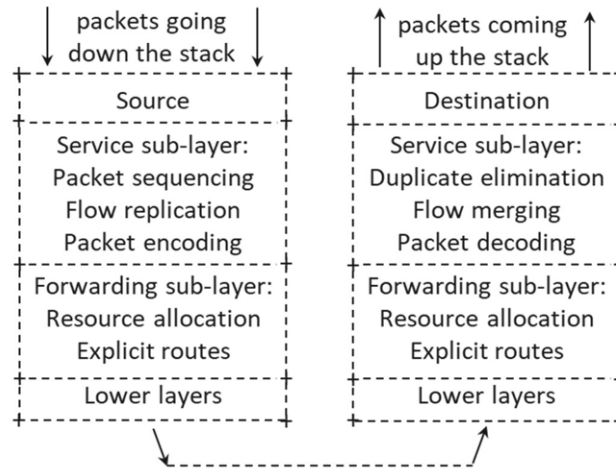 packets going
down the stack
Source
Service sub-layer:
Packet sequencing
Flow replication
Packet encoding
Forwarding sub-layer:
Resource allocation
Explicit routes
Lower layers
packets coming
up the stack
Destination
Service sub-layer:
Duplicate elimination
Flow merging
Packet decoding
Forwarding sub-layer:
Resource allocation
Explicit routes
Lower layers